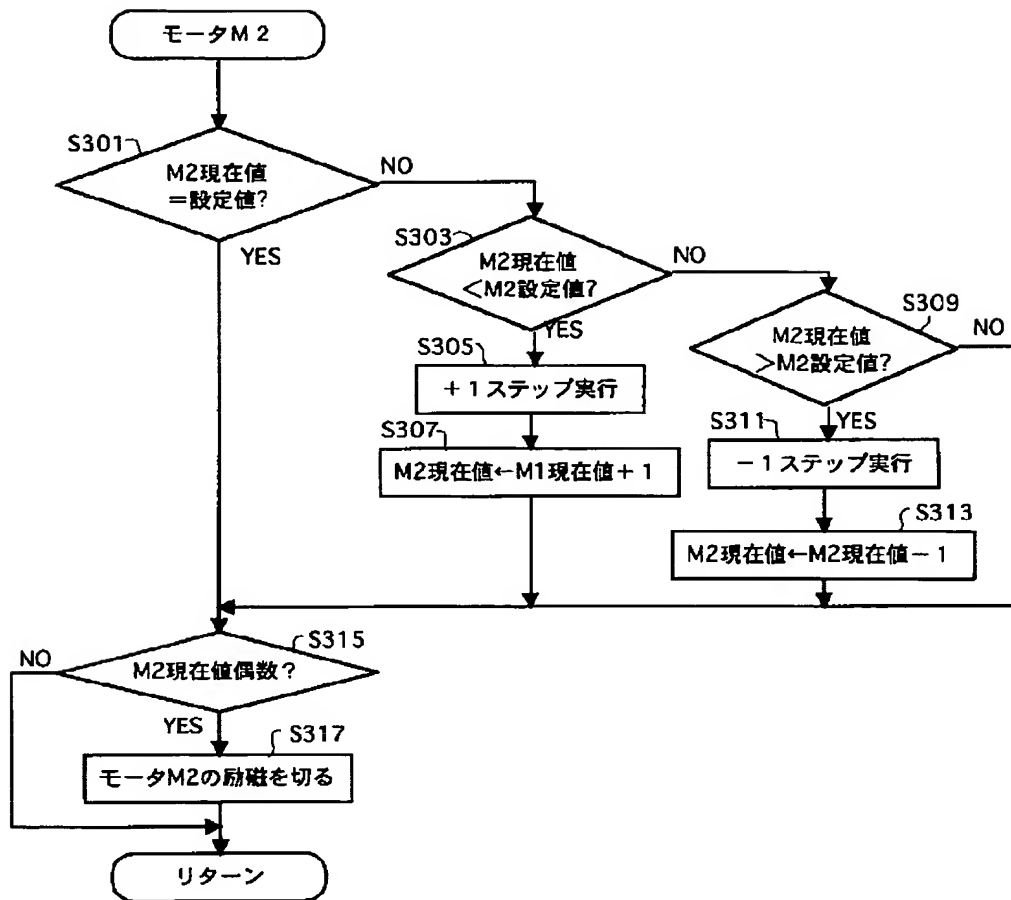 モータM 2
S301
M2現在値
=設定値?
NO
YES
S303
M2現在値
<M2設定値?
NO
YES
S305
+1ステップ実行
S307
M2現在値←M1現在値+1
S309
M2現在値
>M2設定値?
NO
YES
S311
-1ステップ実行
S313
M2現在値←M2現在値-1
S315
M2現在値偶数?
NO
YES
S317
モータM2の励磁を切る
リターン